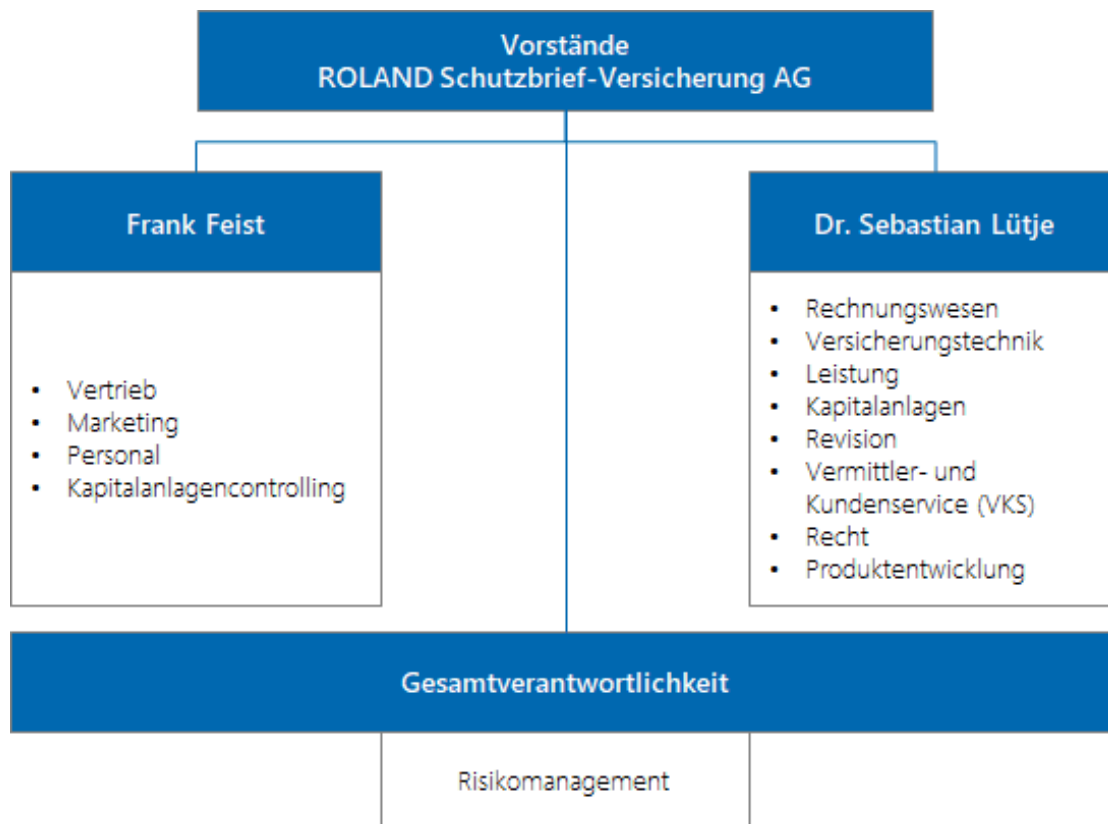 Vorstände
ROLAND Schutzbrief-Versicherung AG
Frank Feist
• Vertrieb
• Marketing
• Personal
• Kapitalanlagencontrolling
Dr. Sebastian Lütje
• Rechnungswesen
• Versicherungstechnik
• Leistung
• Kapitalanlagen
• Revision
• Vermittler- und
Kundenservice (VKS)
• Recht
• Produktentwicklung
Gesamtverantwortlichkeit
Risikomanagement